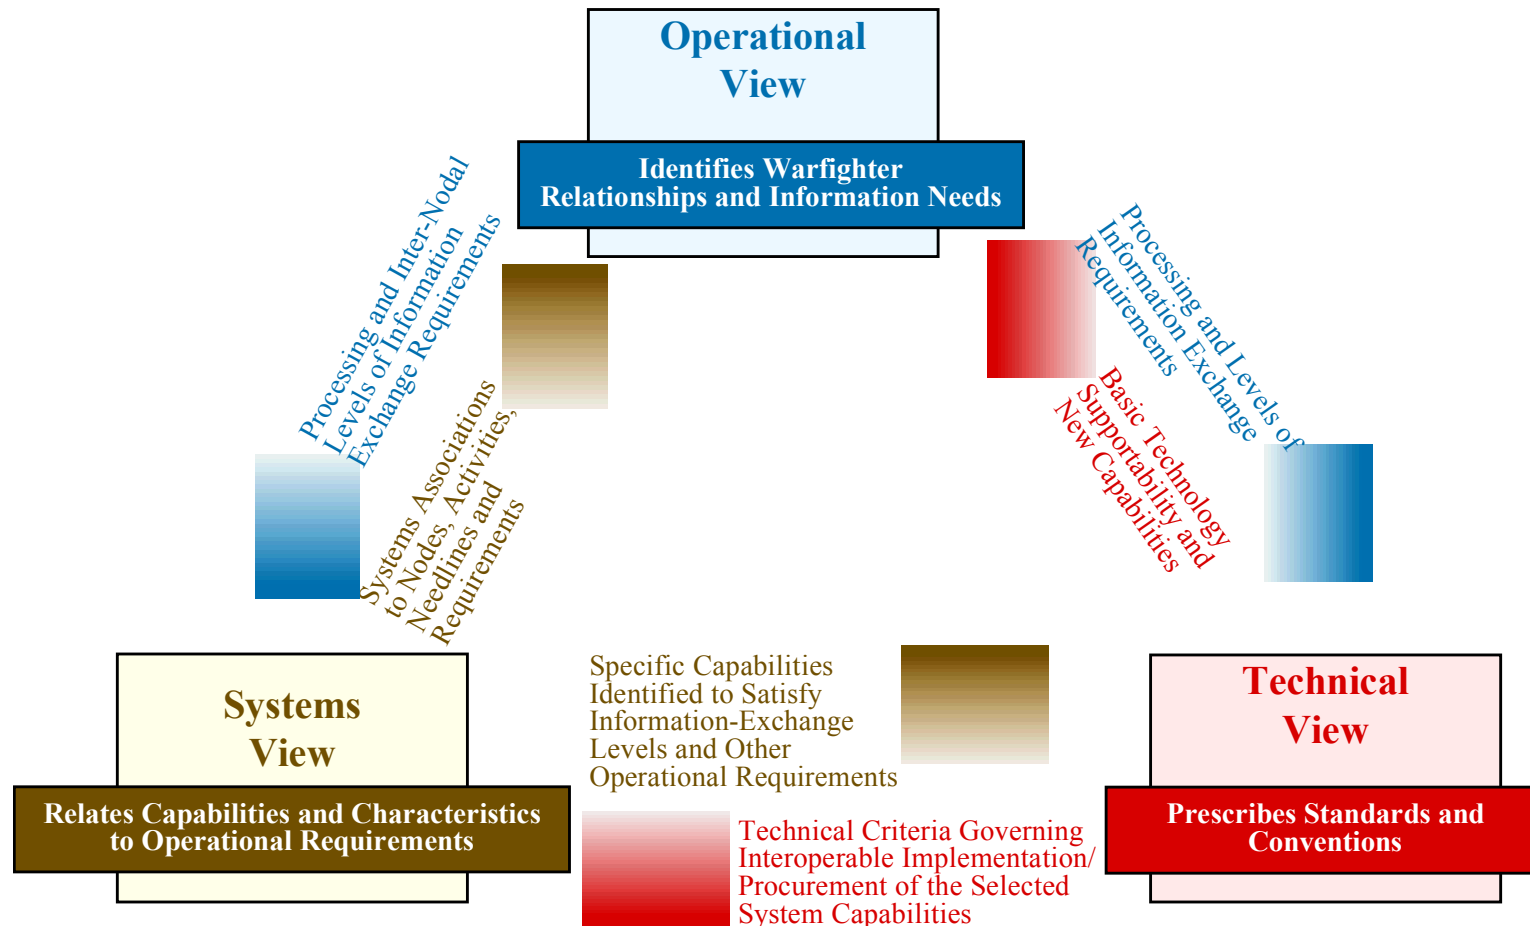 Operational
View
Identifies Warfighter
Relationships and Information Needs
Processing and Inter-Nodal
Levels of Information
Exchange Requirements
Systems Associations
to Nodes, Activities,
Needlines and
Requirements
Processing and Levels of
Information Exchange
Requirements
Basic Technology
Supportability and
New Capabilities
Systems
View
Relates Capabilities and Characteristics
to Operational Requirements
Specific Capabilities
Identified to Satisfy
Information-Exchange
Levels and Other
Operational Requirements
Technical Criteria Governing
Interoperable Implementation/
Procurement of the Selected
System Capabilities
Technical
View
Prescribes Standards and
Conventions